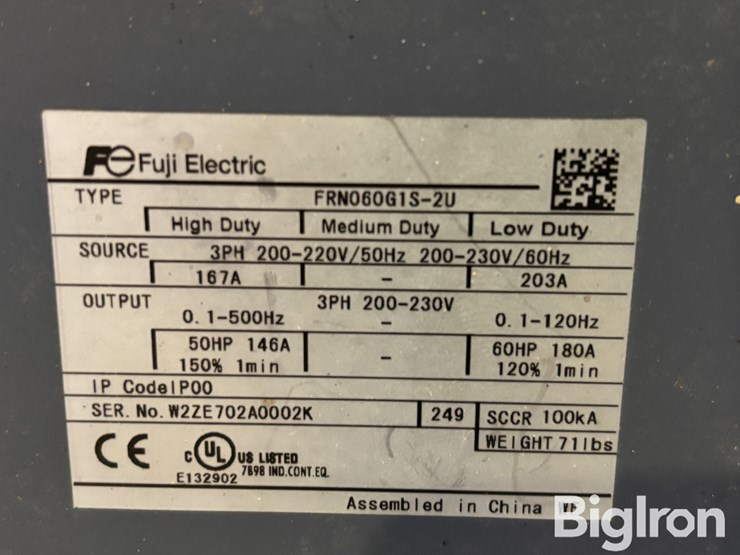 Fe Fuji Electric
TYPE FRN060G1S-2U
High Duty Medium Duty Low Duty
SOURCE 3PH 200-220V/50Hz 200-230V/60Hz
167A - 203A
OUTPUT 3PH 200-230V
0.1-500Hz - 0.1-120Hz
50HP 146A - 60HP 180A
150% 1min 120% 1min
IP Code IP00
SER. No. W2ZE702A0002K 249 SCCR 100kA
WEIGHT 71lbs
CE C UL US LISTED
E132902 7898 IND.CONT.EQ.
Assembled in China
BigIron